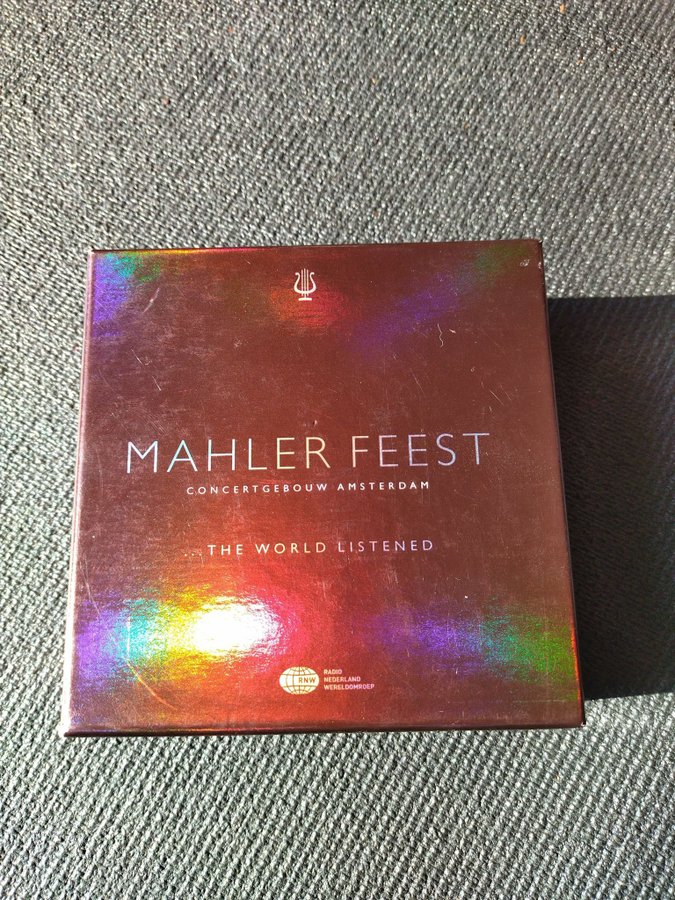 MAHLER FEEST
CONCERTGEBOUW AMSTERDAM
...THE WORLD LISTENED
RNW
RADIO
NEDERLAND
WERELDOMROEP